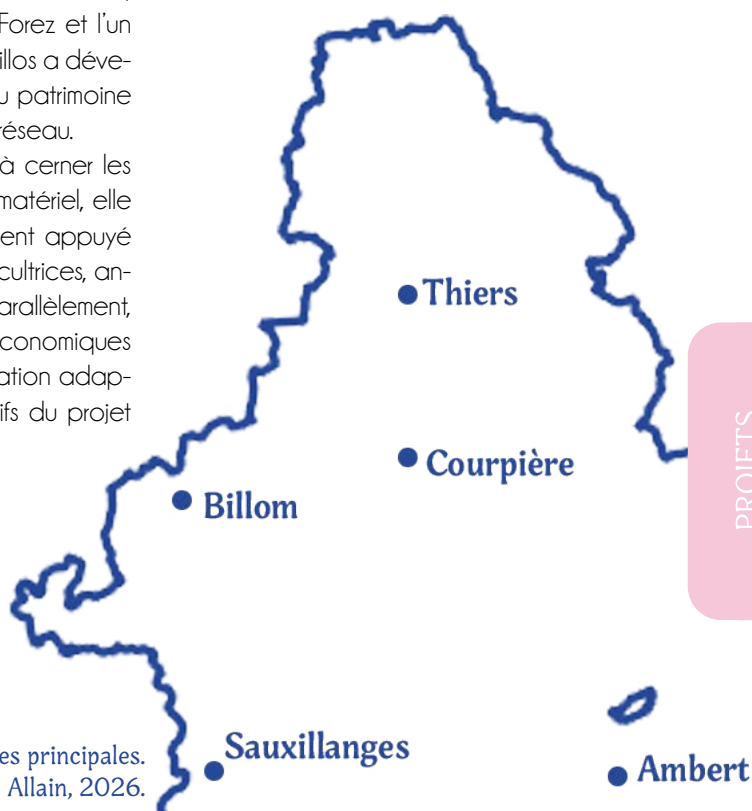 Forez et l’un
illos a déve-
u patrimoine
réseau.
à cerner les
matériel, elle
ent appuyé
cultrices, an-
arallèlement,
conomiques
ation adap-
ifs du projet
Thiers
Courpière
Billom
PROJETS
Sauxillanges
Ambert
es principales.
Allain, 2026.